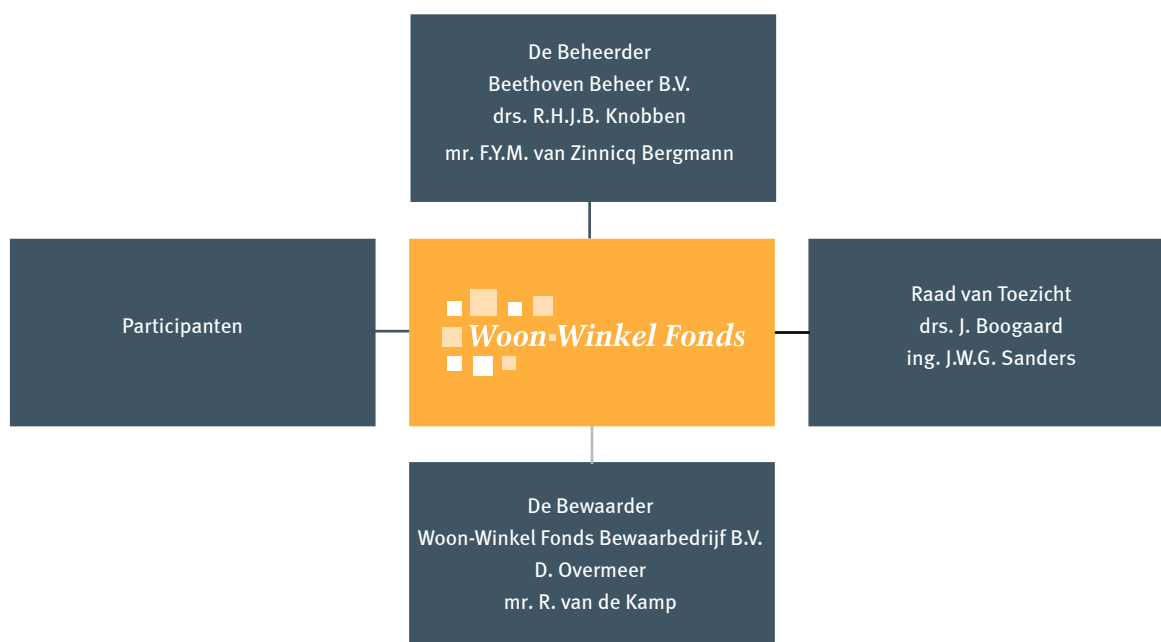 De Beheerder
Beethoven Beheer B.V.
drs. R.H.J.B. Knobben
mr. F.Y.M. van Zinnicq Bergmann
Participanten
Woon-Winkel Fonds
Raad van Toezicht
drs. J. Boogaard
ing. J.W.G. Sanders
De Bewaarder
Woon-Winkel Fonds Bewaarbedrijf B.V.
D. Overmeer
mr. R. van de Kamp